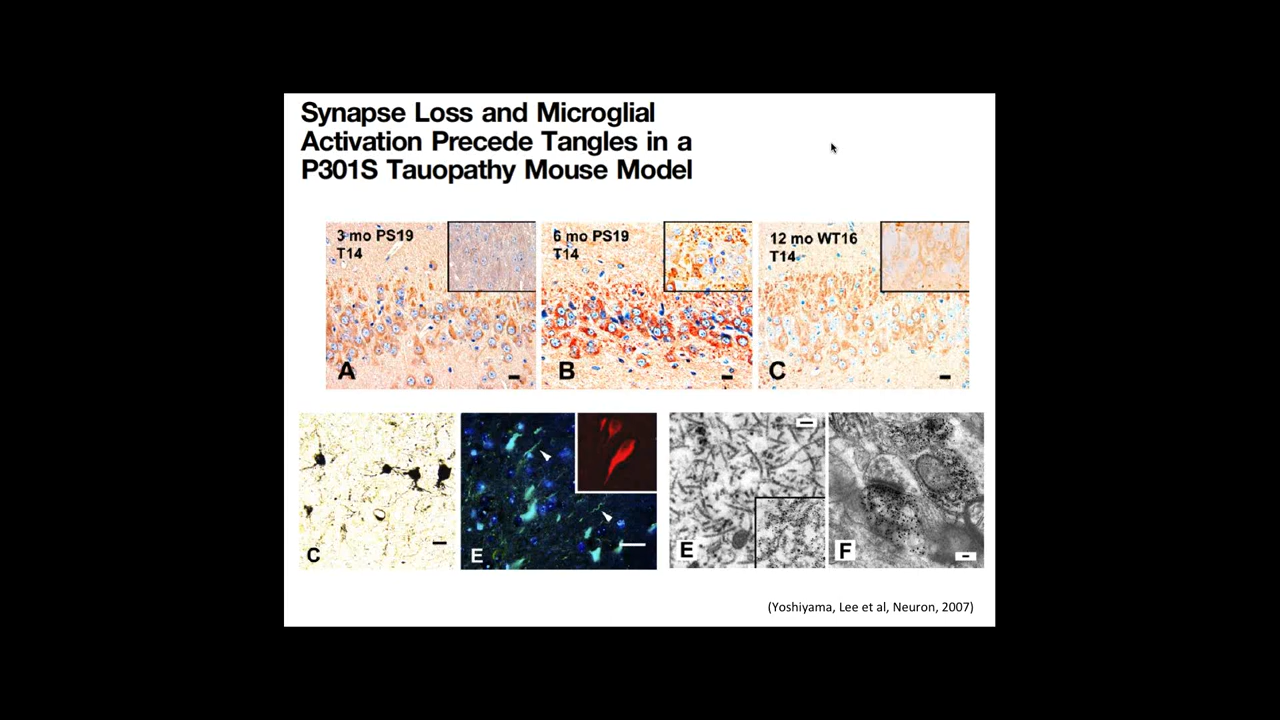 Synapse Loss and Microglial
Activation Precede Tangles in a
P301S Tauopathy Mouse Model
3 mo PS19
T14
A
6 mo PS19
T14
B
12 mo WT16
T14
C
C
E
E
F
(Yoshiyama, Lee et al, Neuron, 2007)